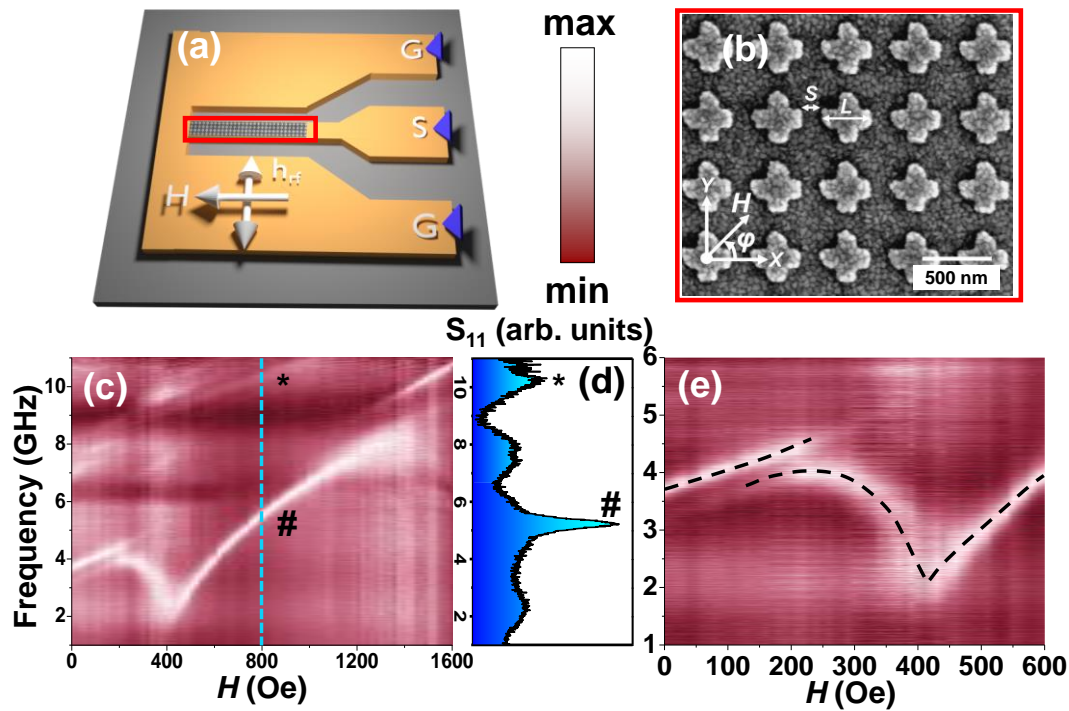 (a)
G
S
G
H
h_rf
max
min
S₁₁ (arb. units)
(b)
S
L
Y
H
φ
X
500 nm
(c)
*
#
Frequency (GHz)
10
8
6
4
2
0
400
800
1200
1600
H (Oe)
(d)
*
#
10
8
6
4
2
(e)
6
5
4
3
2
1
0
100
200
300
400
500
600
H (Oe)